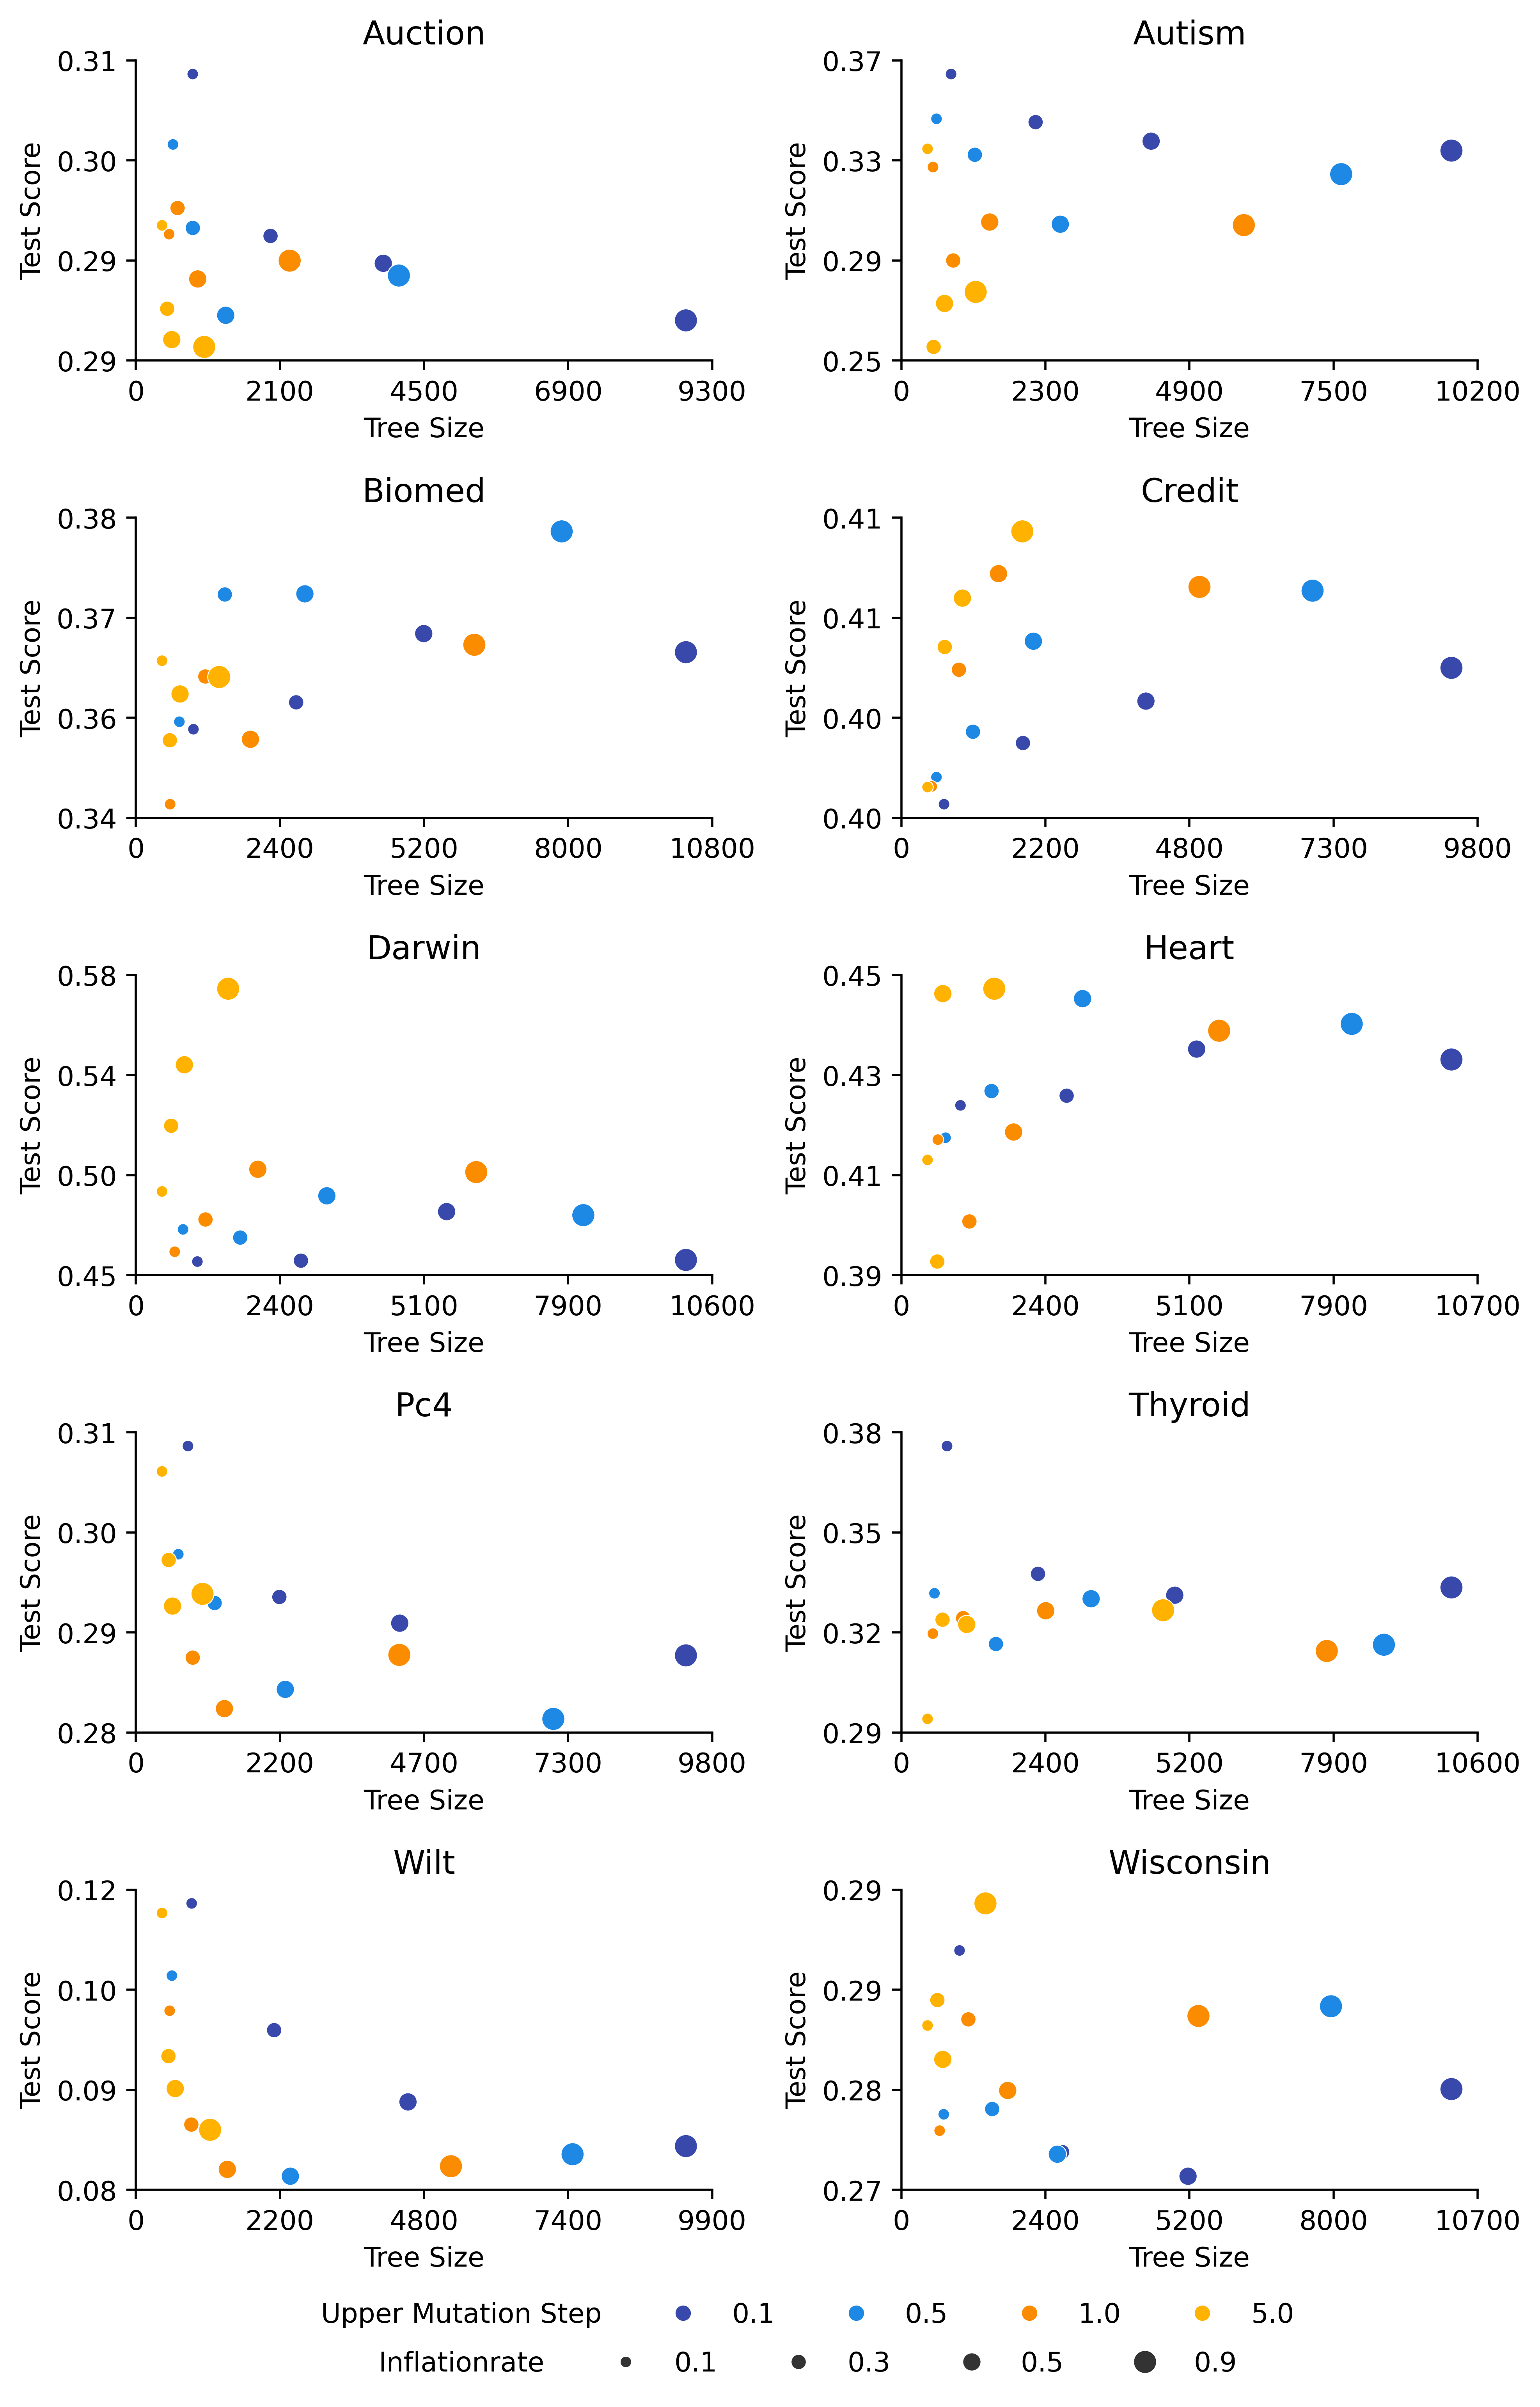 Auction
Autism
0.31
0.30
0.29
0.29
Test Score
0 2100 4500 6900 9300
Tree Size
0.37
0.33
0.29
0.25
Test Score
0 2300 4900 7500 10200
Tree Size
Biomed
Credit
0.38
0.37
0.36
0.34
Test Score
0 2400 5200 8000 10800
Tree Size
0.41
0.41
0.40
0.40
Test Score
0 2200 4800 7300 9800
Tree Size
Darwin
Heart
0.58
0.54
0.50
0.45
Test Score
0 2400 5100 7900 10600
Tree Size
0.45
0.43
0.41
0.39
Test Score
0 2400 5100 7900 10700
Tree Size
Pc4
Thyroid
0.31
0.30
0.29
0.28
Test Score
0 2200 4700 7300 9800
Tree Size
0.38
0.35
0.32
0.29
Test Score
0 2400 5200 7900 10600
Tree Size
Wilt
Wisconsin
0.12
0.10
0.09
0.08
Test Score
0 2200 4800 7400 9900
Tree Size
0.29
0.29
0.28
0.27
Test Score
0 2400 5200 8000 10700
Tree Size
Upper Mutation Step 0.1 0.5 1.0 5.0
Inflationrate 0.1 0.3 0.5 0.9